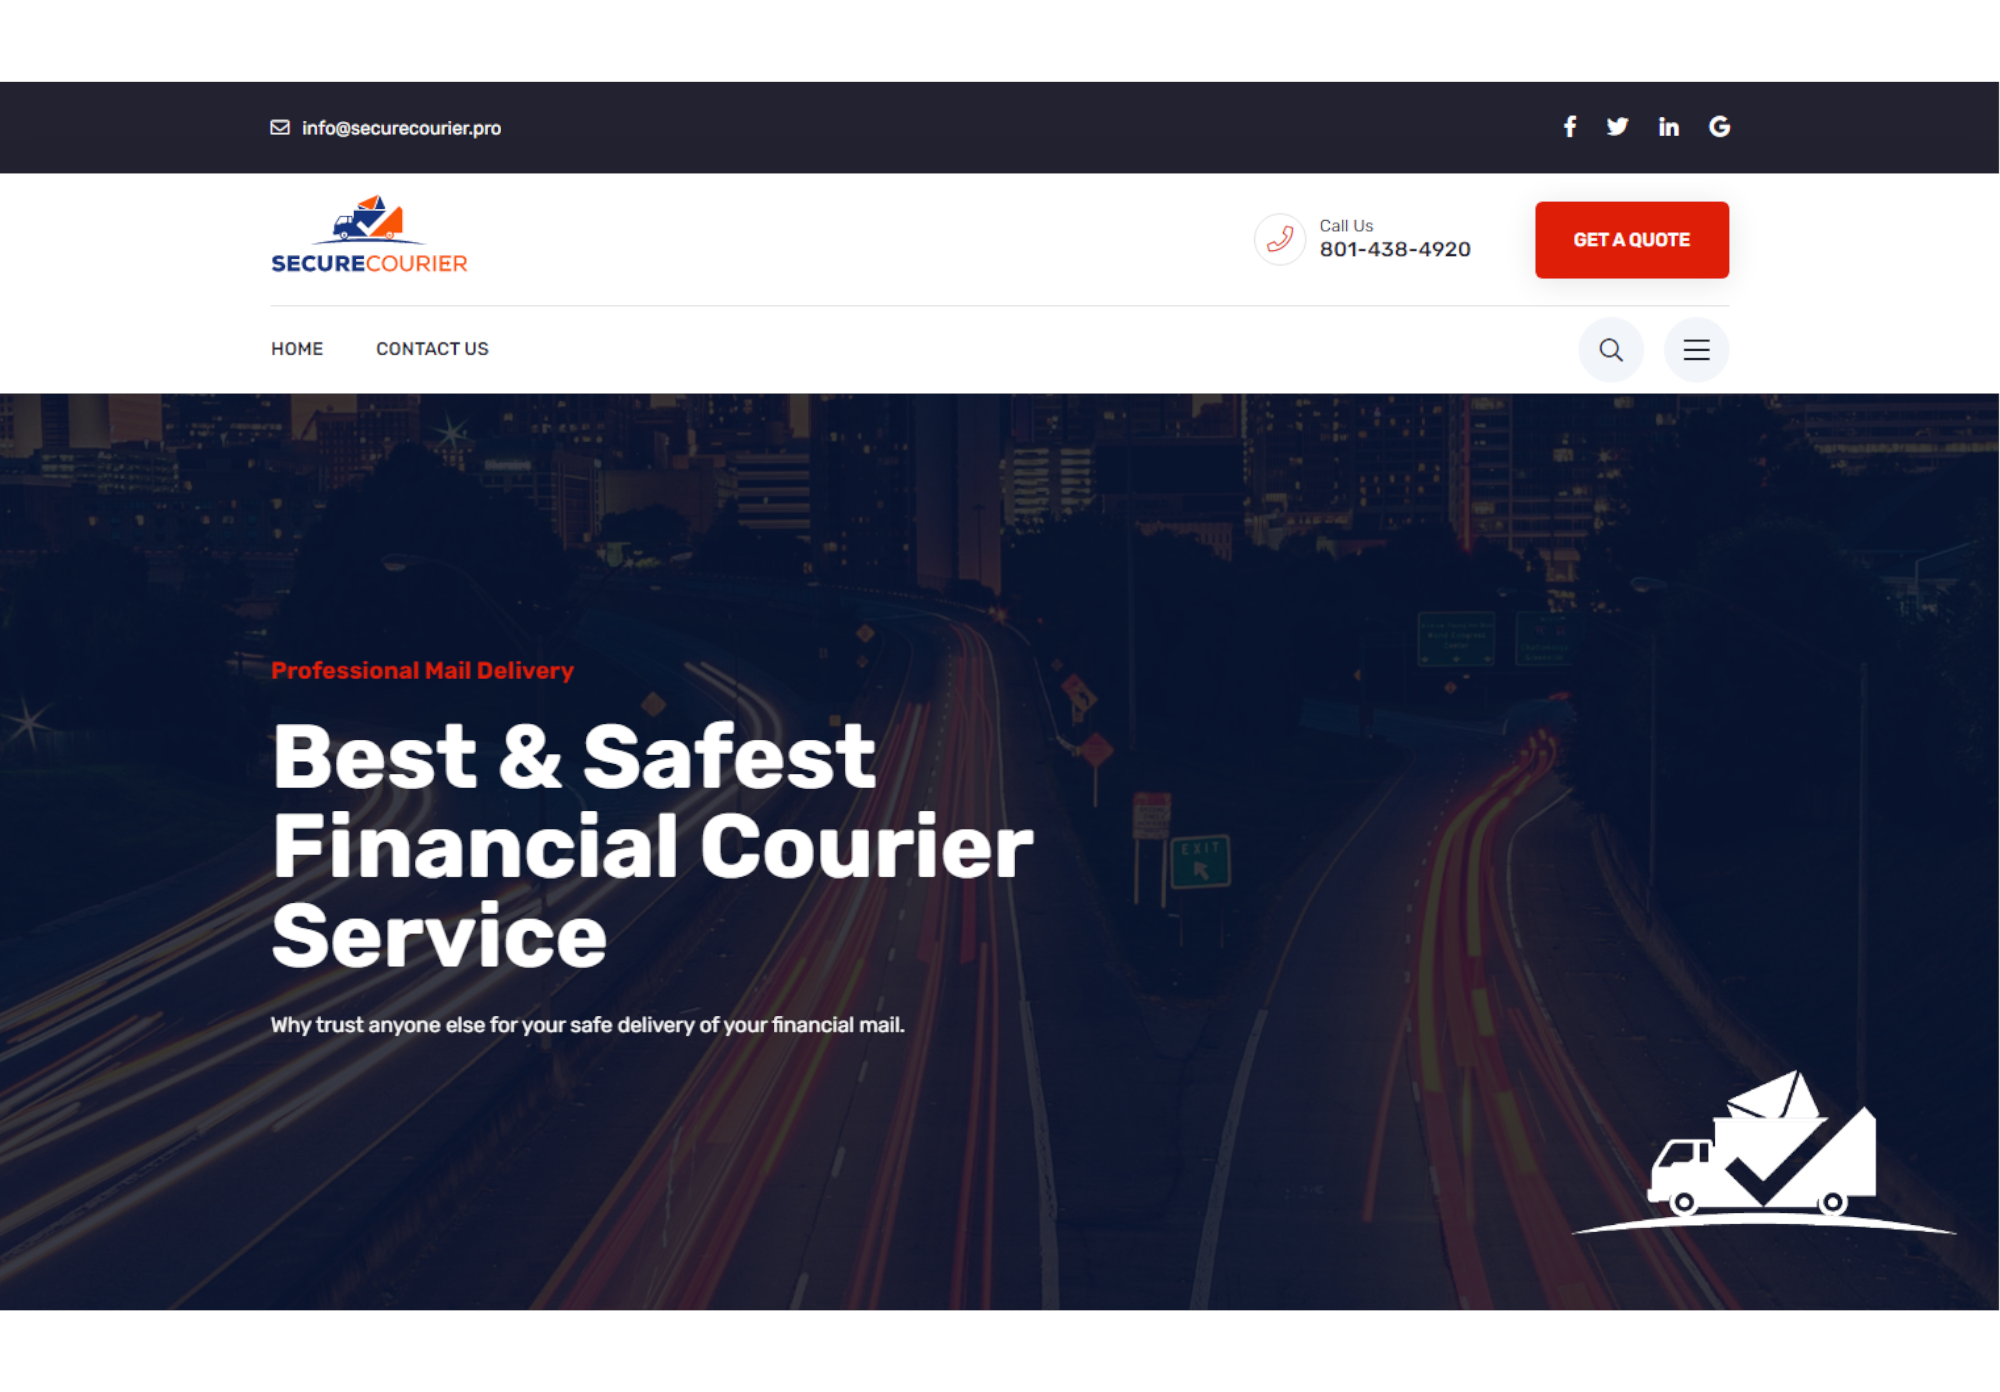 info@securecourier.pro
SECURECOURIER
Call Us
801-438-4920
GET A QUOTE
HOME
CONTACT US
Professional Mail Delivery
Best & Safest
Financial Courier
Service
EXIT
Why trust anyone else for your safe delivery of your financial mail.